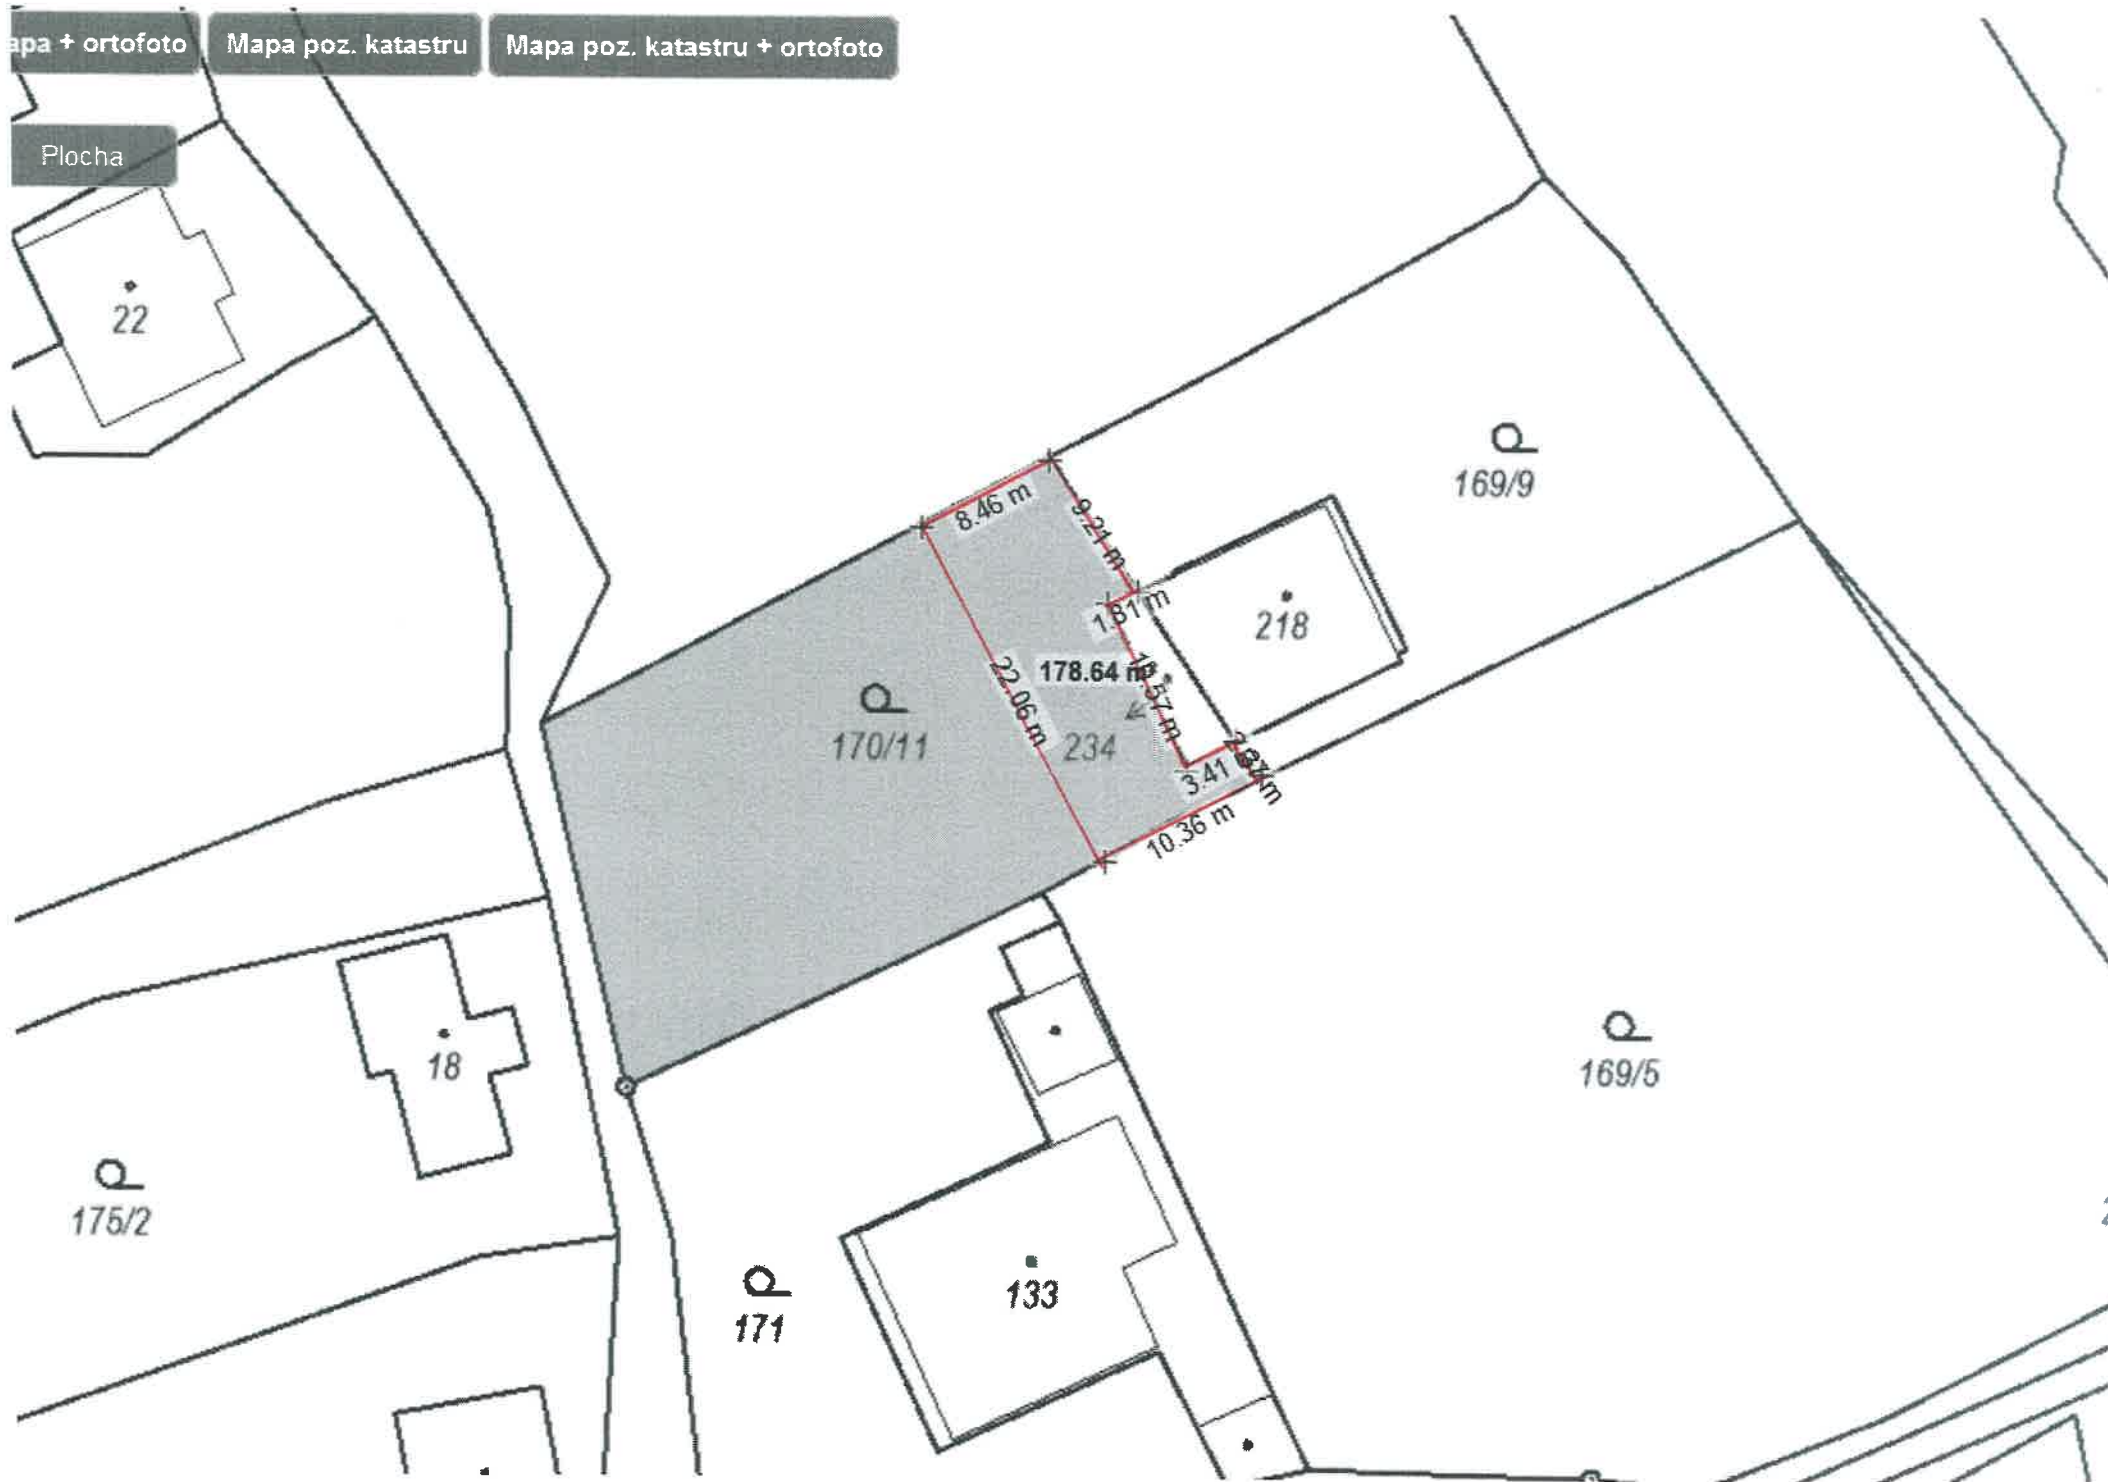 apa + ortofoto
Mapa poz. katastru
Mapa poz. katastru + ortofoto
Plocha
22
169/9
8.46 m
9.21 m
1.81 m
218
178.64 m²
57 m
22.06 m
170/11
234
3.41
10.36 m
18
169/5
175/2
133
171